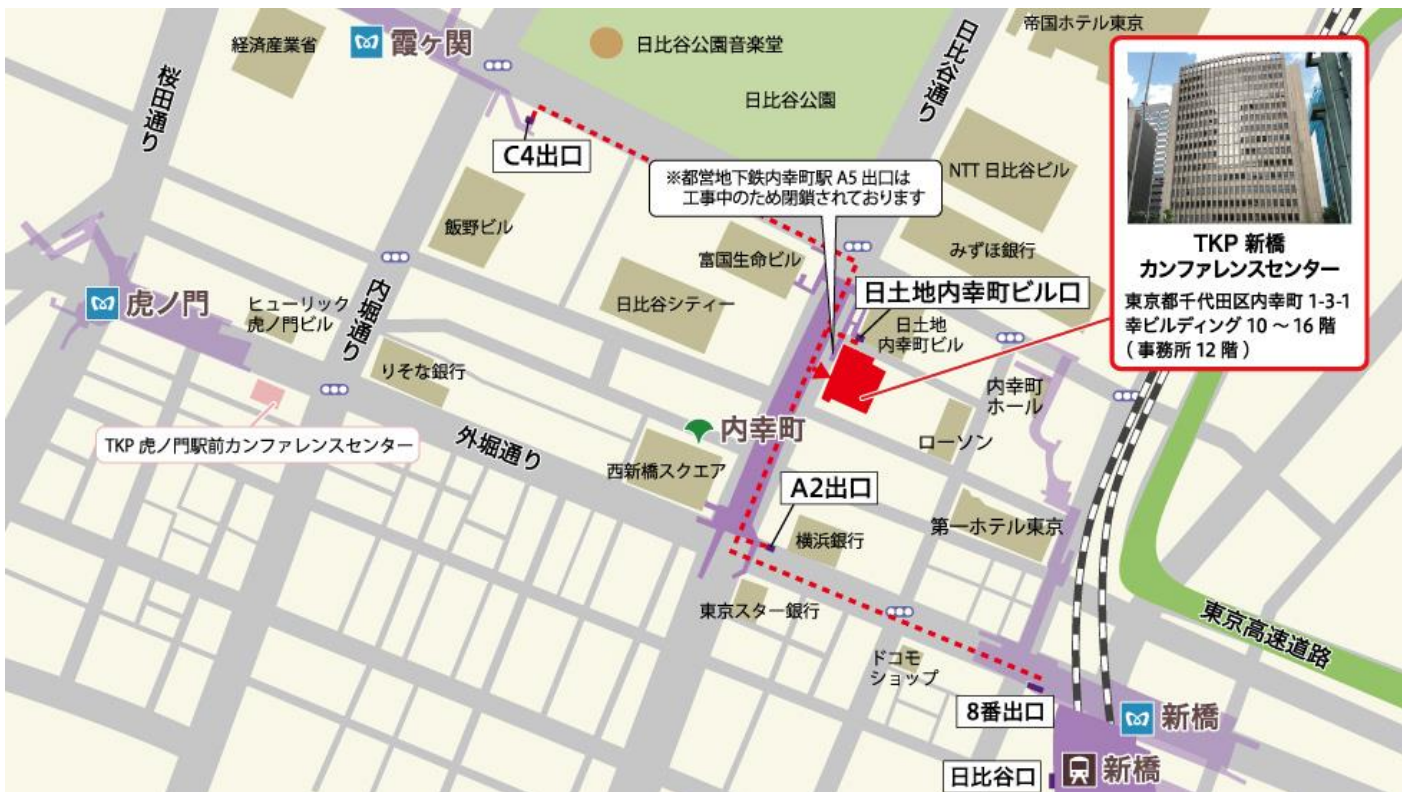 経済産業省
霞ケ関
日比谷公園音楽堂
日比谷通り
帝国ホテル東京
桜田通り
日比谷公園
C4出口
※都営地下鉄内幸町駅 A5 出口は
工事中のため閉鎖されております
NTT 日比谷ビル
TKP 新橋
カンファレンスセンター
東京都千代田区内幸町 1-3-1
幸ビルディング 10 ~ 16 階
( 事務所 12 階 )
飯野ビル
富国生命ビル
みずほ銀行
虎ノ門
ヒューリック
虎ノ門ビル
内堀通り
日比谷シティー
日土地内幸町ビル口
日土地
内幸町ビル
りそな銀行
内幸町
ホール
TKP 虎ノ門駅前カンファレンスセンター
外堀通り
内幸町
ローソン
西新橋スクエア
A2出口
横浜銀行
第一ホテル東京
東京スター銀行
東京高速道路
ドコモ
ショップ
8番出口
新橋
日比谷口
新橋